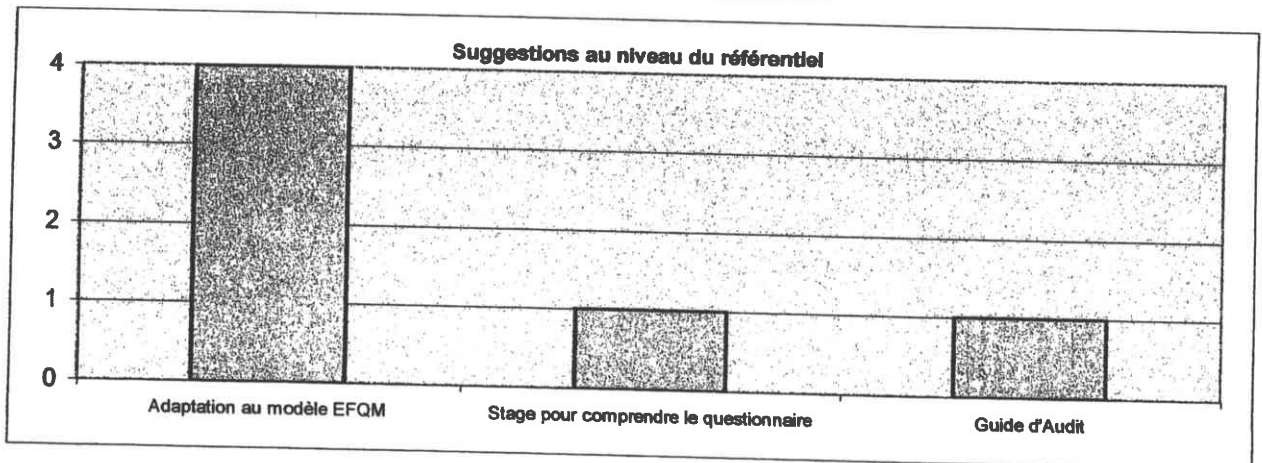 Suggestions au niveau du référentiel
4
3
2
1
0
Adaptation au modèle EFQM
Stage pour comprendre le questionnaire
Guide d'Audit